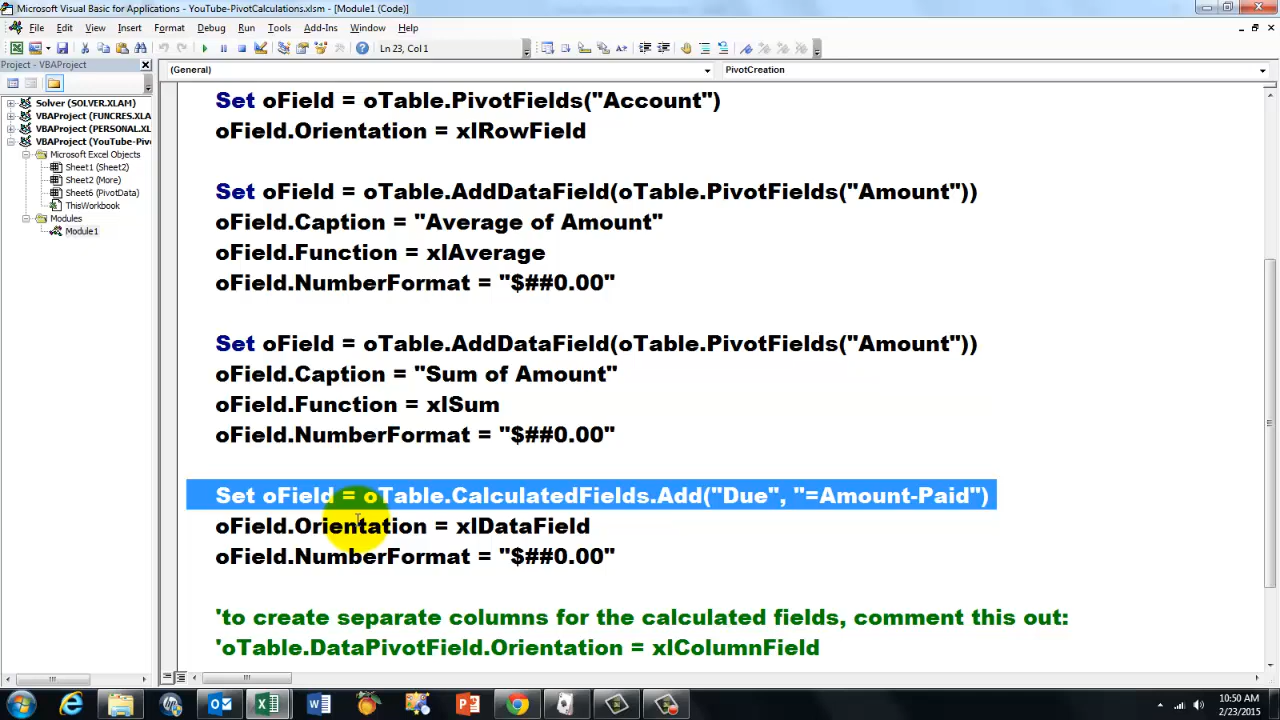 Microsoft Visual Basic for Applications - YouTube-PivotCalculations.xlsm - [Module1 (Code)]
File Edit View Insert Format Debug Run Tools Add-Ins Window Help
Ln 23, Col 1
Project - VBAProject
(General) PivotCreation
Solver (SOLVER.XLAM)
VBAProject (FUNCRES.XLA
VBAProject (PERSONAL.XL
VBAProject (YouTube-Piv
Microsoft Excel Objects
Sheet1 (Sheet2)
Sheet2 (More)
Sheet6 (PivotData)
ThisWorkbook
Modules
Module1
Set oField = oTable.PivotFields("Account")
oField.Orientation = xlRowField
Set oField = oTable.AddDataField(oTable.PivotFields("Amount"))
oField.Caption = "Average of Amount"
oField.Function = xlAverage
oField.NumberFormat = "$##0.00"
Set oField = oTable.AddDataField(oTable.PivotFields("Amount"))
oField.Caption = "Sum of Amount"
oField.Function = xlSum
oField.NumberFormat = "$##0.00"
Set oField = oTable.CalculatedFields.Add("Due", "=Amount-Paid")
oField.Orientation = xlDataField
oField.NumberFormat = "$##0.00"
'to create separate columns for the calculated fields, comment this out:
'oTable.DataPivotField.Orientation = xlColumnField
10:50 AM
2/23/2015